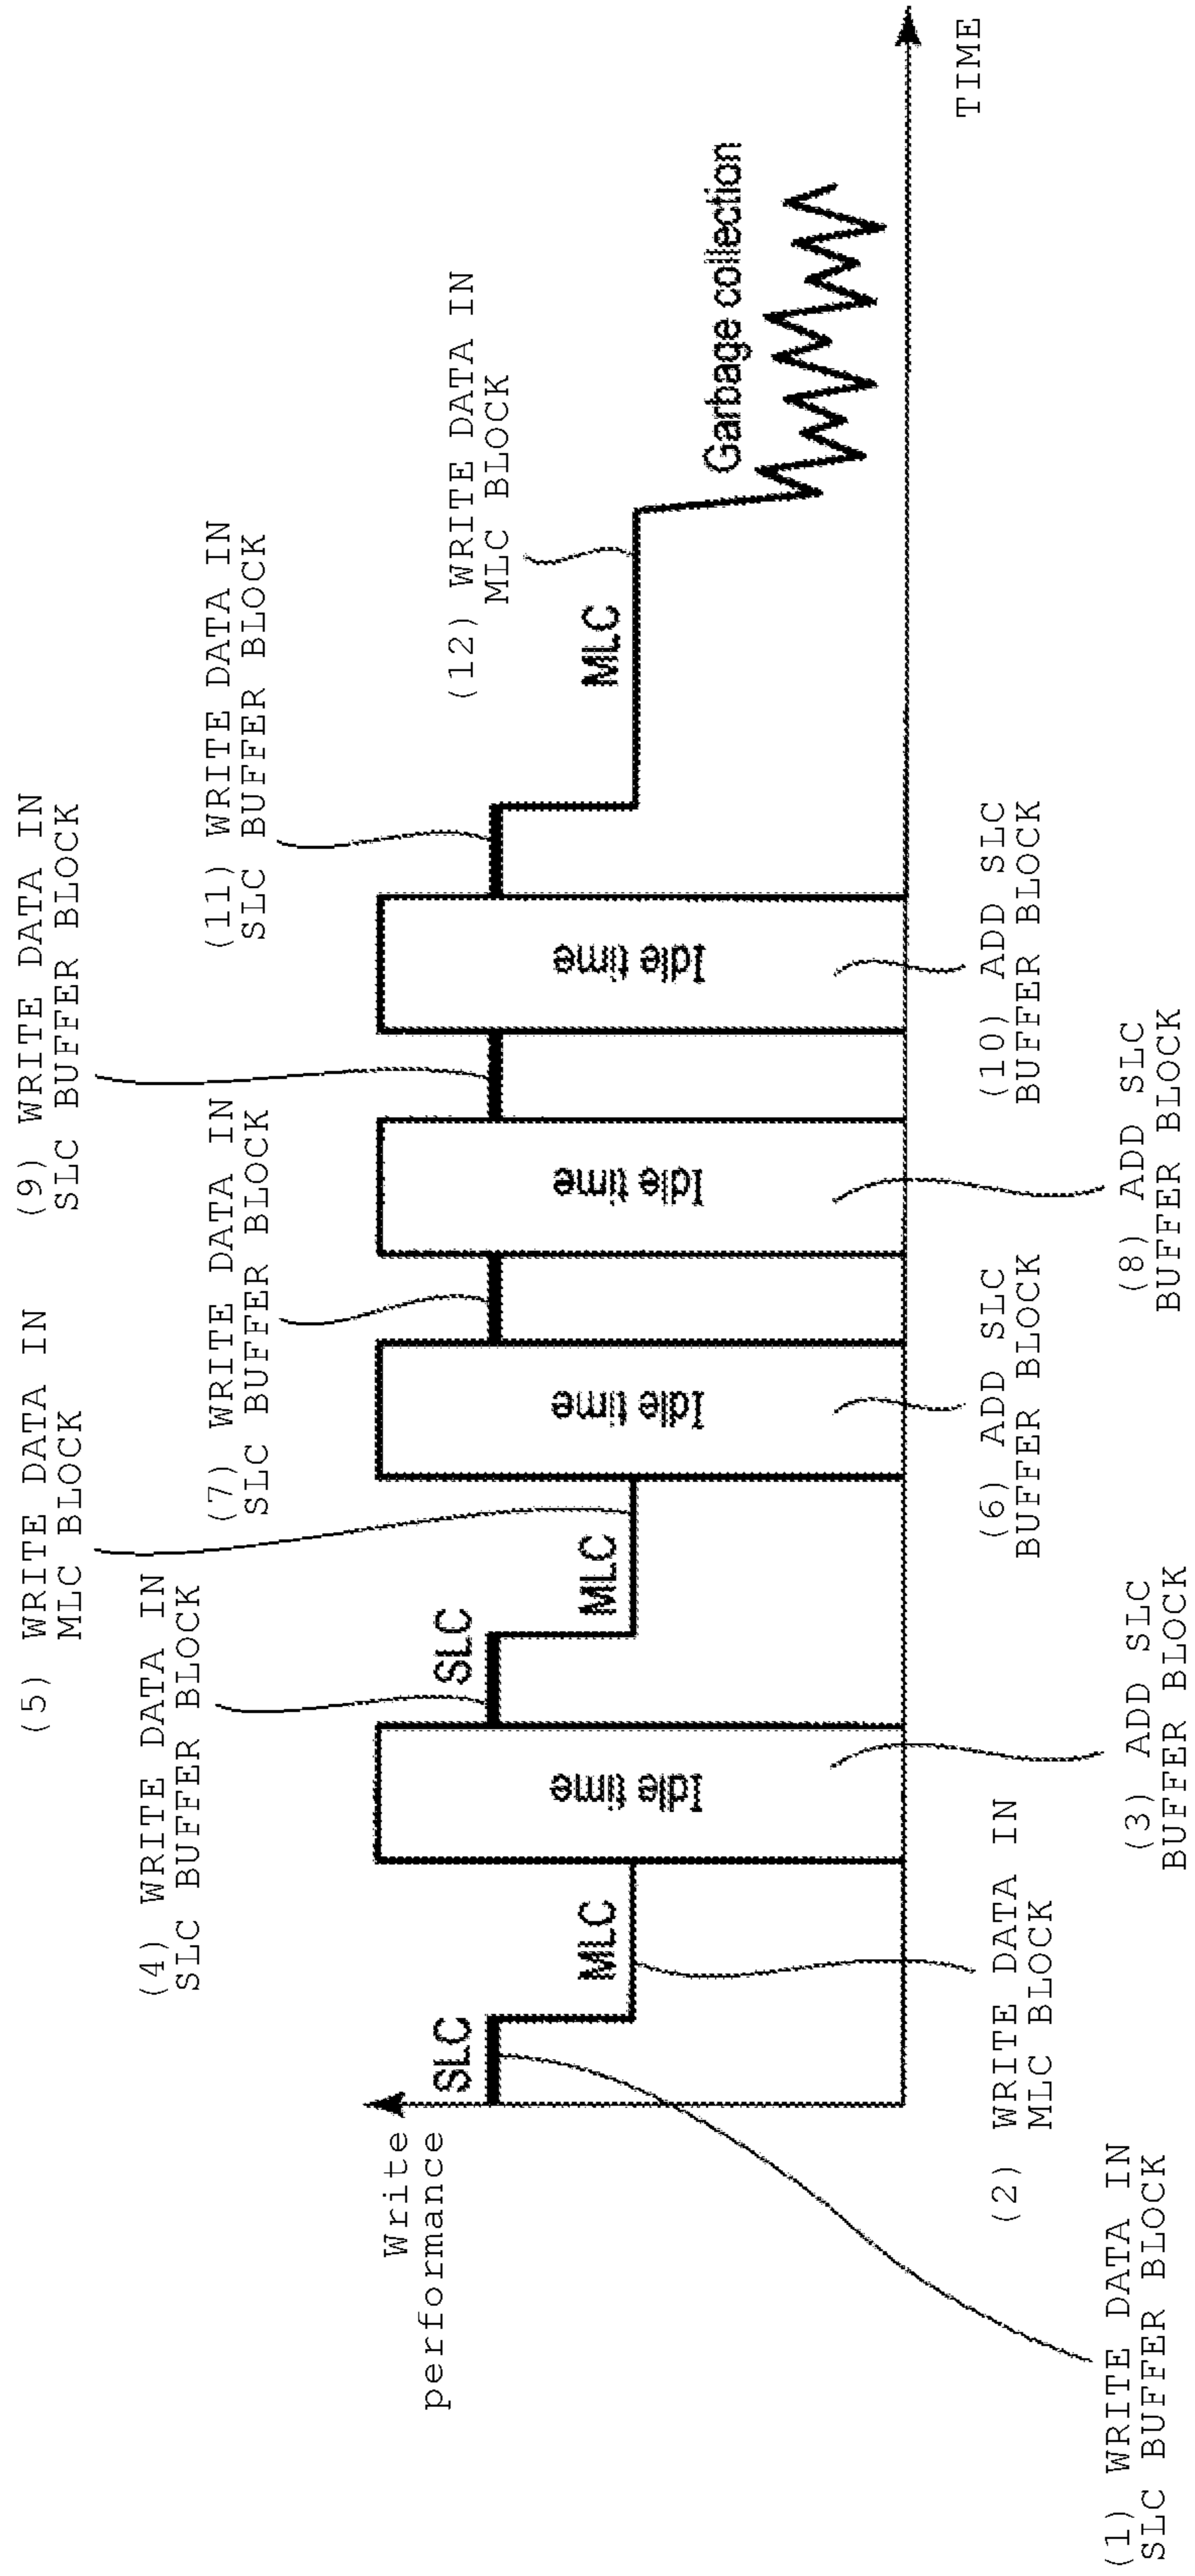 Write
performance
SLC
MLC
Idle time
SLC
MLC
Idle time
Idle time
Idle time
MLC
Garbage collection
TIME
(1) WRITE DATA IN
SLC BUFFER BLOCK
(2) WRITE DATA IN
MLC BLOCK
(3) ADD SLC
BUFFER BLOCK
(4) WRITE DATA IN
SLC BUFFER BLOCK
(5) WRITE DATA IN
MLC BLOCK
(6) ADD SLC
BUFFER BLOCK
(7) WRITE DATA IN
SLC BUFFER BLOCK
(8) ADD SLC
BUFFER BLOCK
(9) WRITE DATA IN
SLC BUFFER BLOCK
(10) ADD SLC
BUFFER BLOCK
(11) WRITE DATA IN
SLC BUFFER BLOCK
(12) WRITE DATA IN
MLC BLOCK